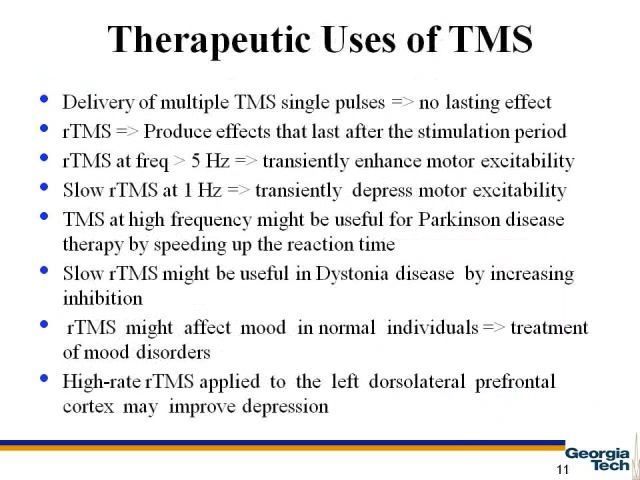 Therapeutic Uses of TMS
• Delivery of multiple TMS single pulses => no lasting effect
• rTMS => Produce effects that last after the stimulation period
• rTMS at freq > 5 Hz => transiently enhance motor excitability
• Slow rTMS at 1 Hz => transiently depress motor excitability
• TMS at high frequency might be useful for Parkinson disease
therapy by speeding up the reaction time
• Slow rTMS might be useful in Dystonia disease by increasing
inhibition
• rTMS might affect mood in normal individuals => treatment
of mood disorders
• High-rate rTMS applied to the left dorsolateral prefrontal
cortex may improve depression
Georgia
Tech
11